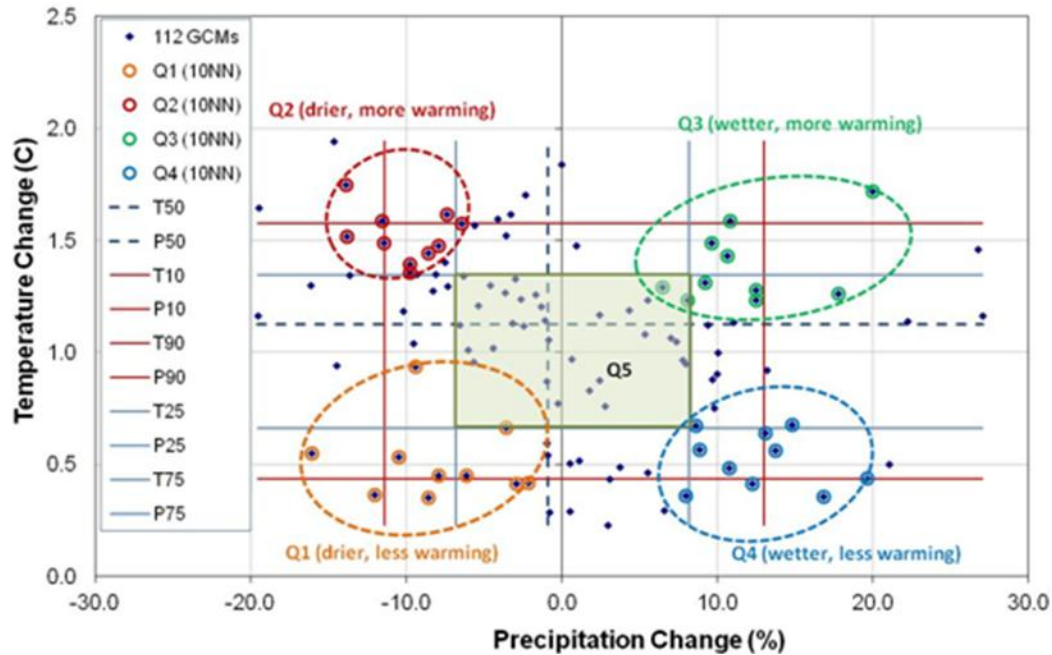 2.5
2.0
1.5
1.0
0.5
0.0
Temperature Change (C)
112 GCMs
Q1 (10NN)
Q2 (10NN)
Q3 (10NN)
Q4 (10NN)
T50
P50
T10
P10
T90
P90
T25
P25
T75
P75
Q2 (drier, more warming)
Q3 (wetter, more warming)
Q5
Q1 (drier, less warming)
Q4 (wetter, less warming)
-30.0 -20.0 -10.0 0.0 10.0 20.0 30.0
Precipitation Change (%)